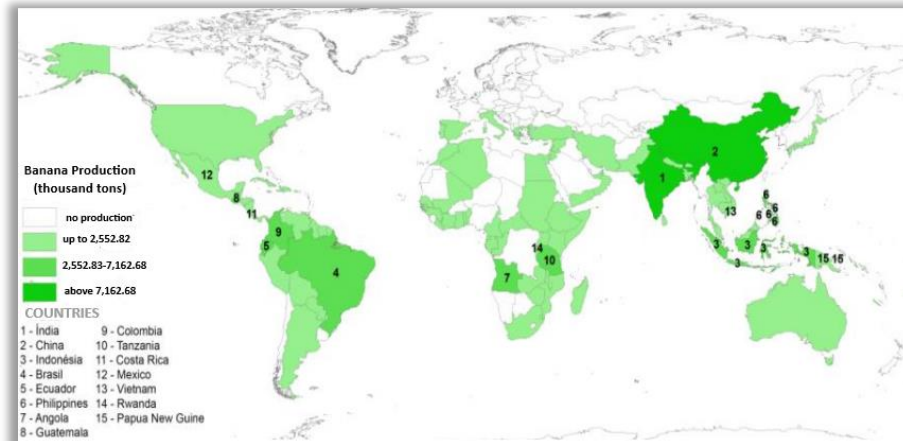 Banana Production
(thousand tons)
no production
up to 2,552.82
2,552.83-7,162.68
above 7,162.68
COUNTRIES
1 - Índia 9 - Colombia
2 - China 10 - Tanzania
3 - Indonésia 11 - Costa Rica
4 - Brasil 12 - Mexico
5 - Ecuador 13 - Vietnam
6 - Philippines 14 - Rwanda
7 - Angola 15 - Papua New Guine
8 - Guatemala
12
8
11
9
5
4
14
10
7
2
1
13
6
6
6
6
6
3
3
3
3
3
15
15